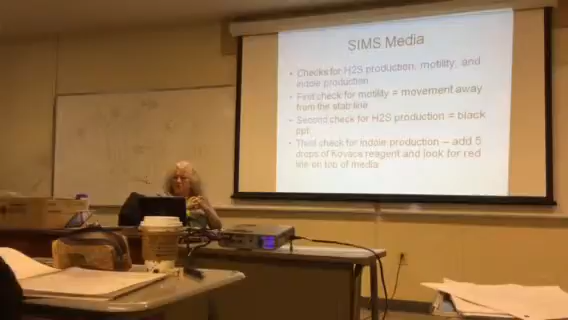 SIMS Media
• Checks for H2S production, motility, and
indole production
• First check for motility = movement away
from the stab line
• Second check for H2S production = black
ppt
• Third check for indole production – add 5
drops of Kovacs reagent and look for red
line on top of media